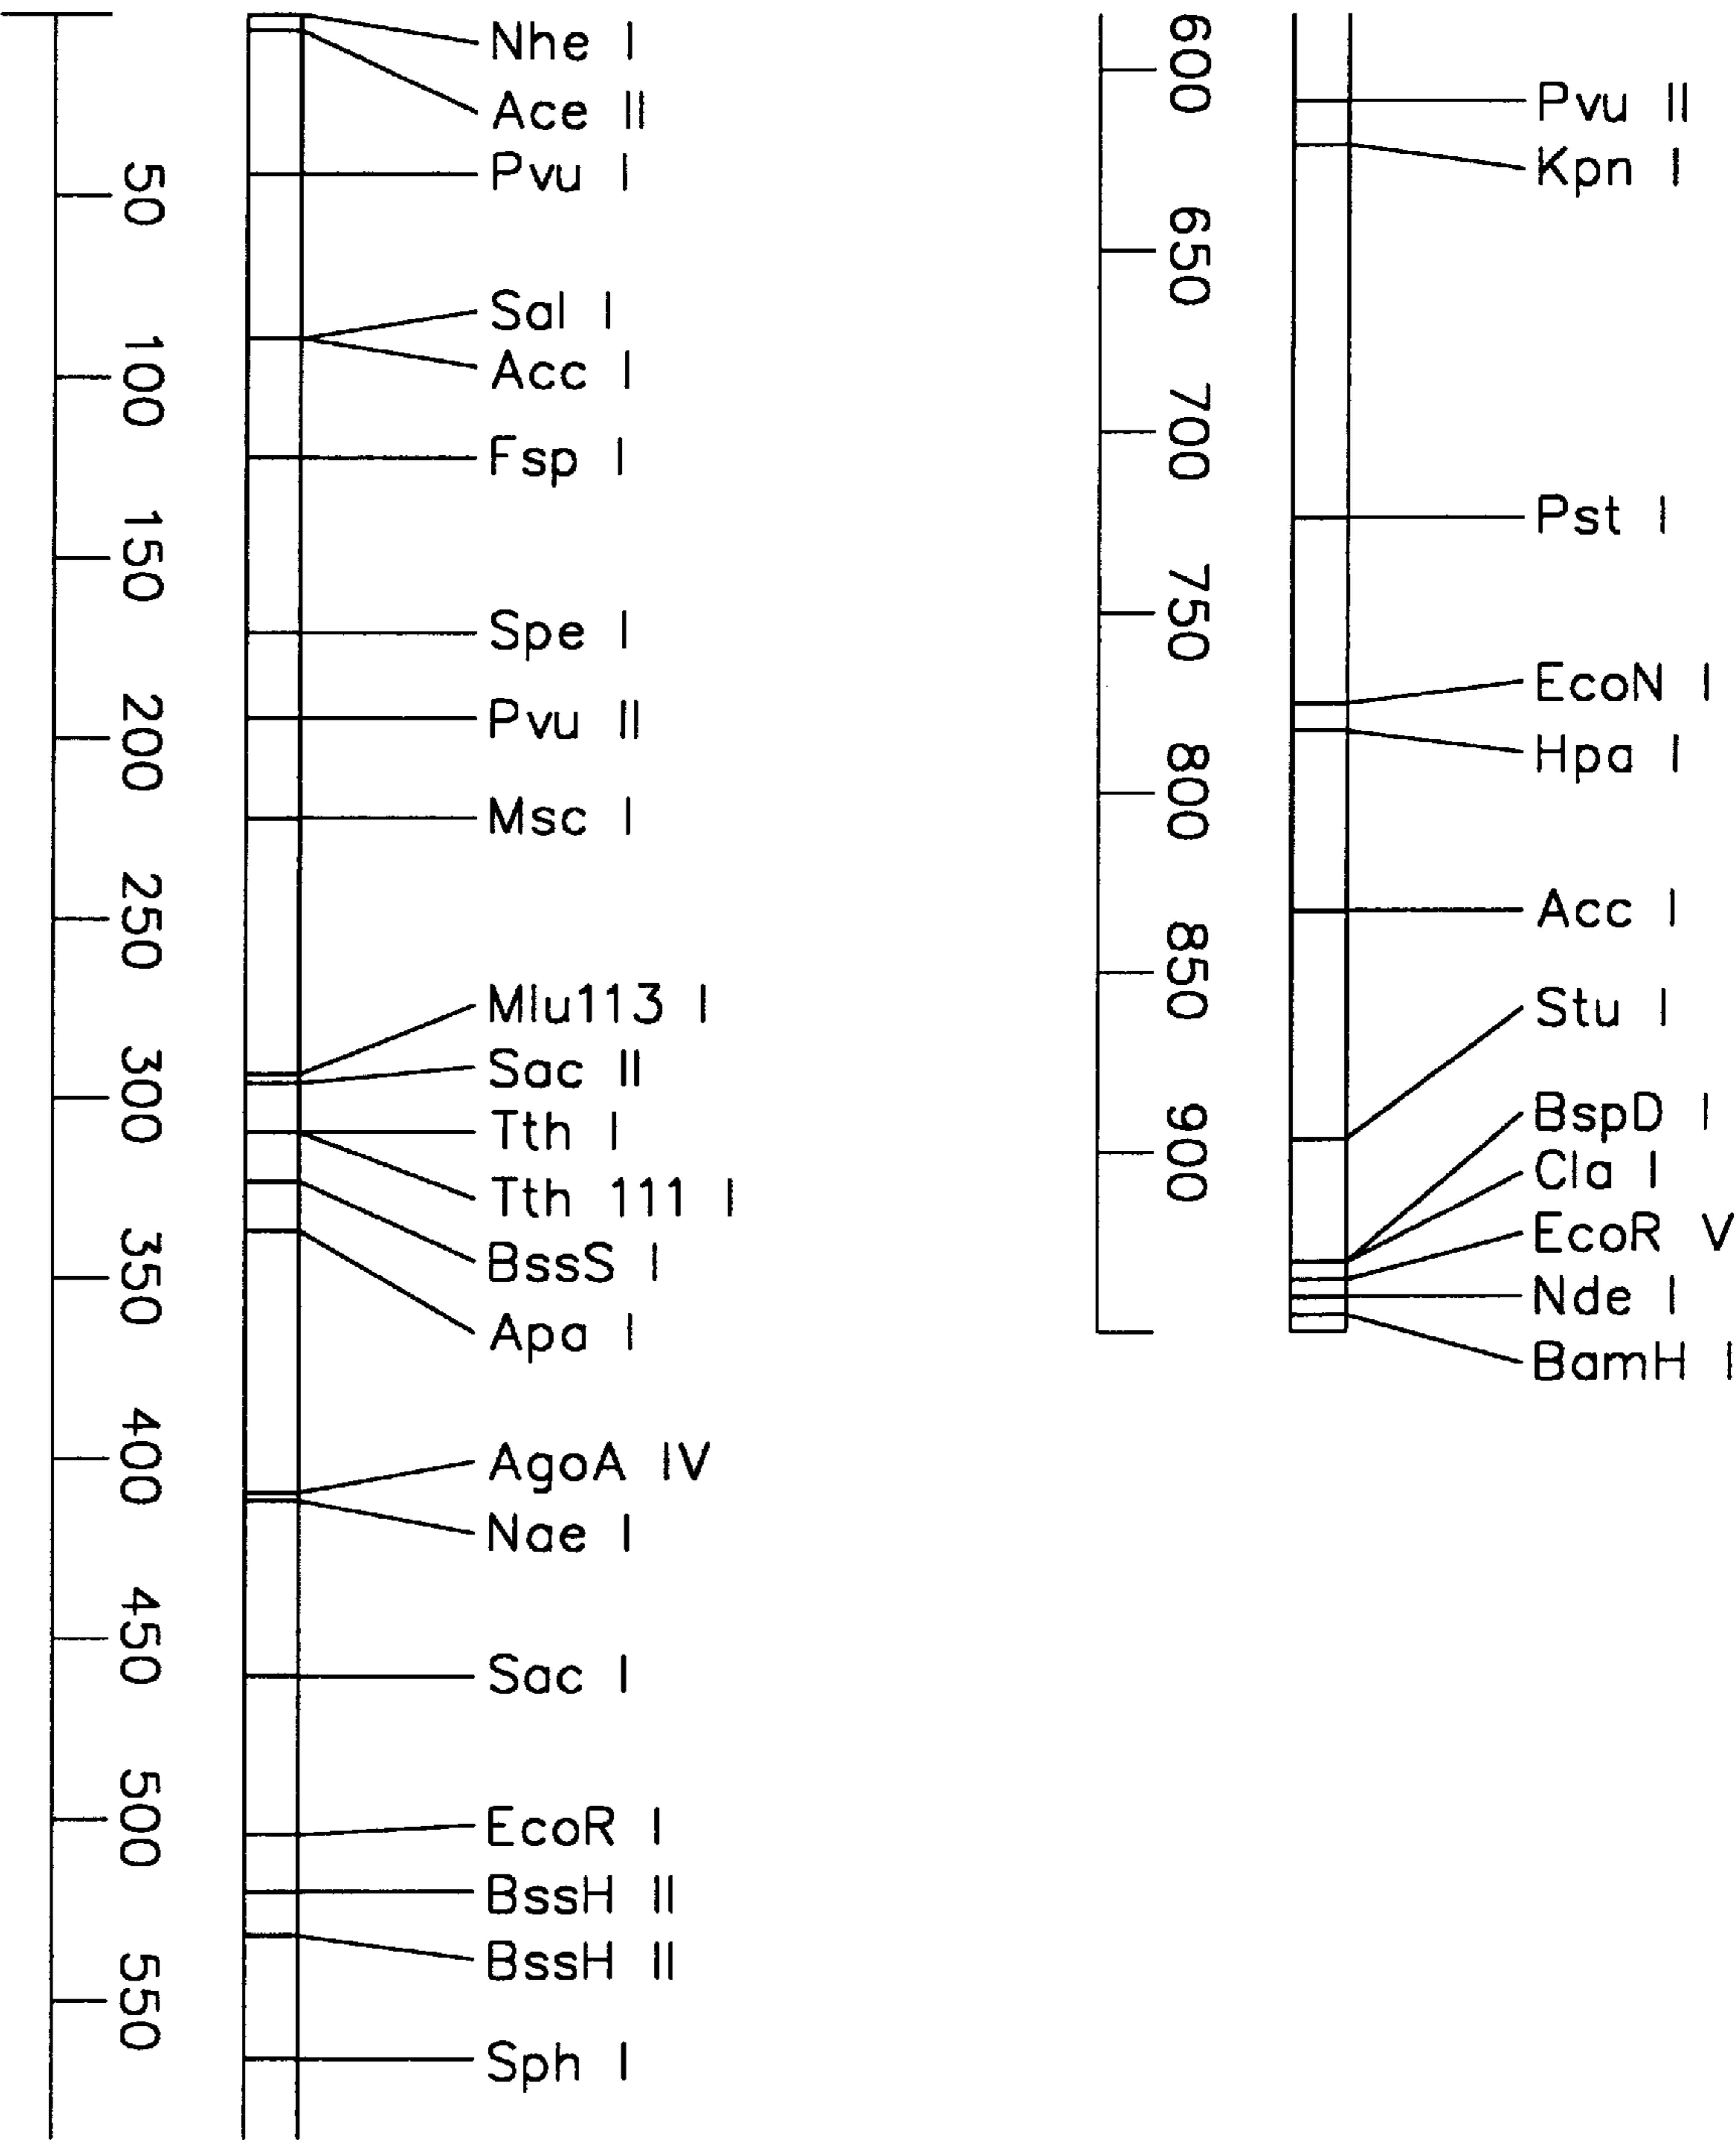 50
100
150
200
250
300
350
400
450
500
550
Nhe I
Ace II
Pvu I
Sal I
Acc I
Fsp I
Spe I
Pvu II
Msc I
Mlu113 I
Sac II
Tth I
Tth 111 I
BssS I
Apa I
AgoA IV
Nae I
Sac I
EcoR I
BssH II
BssH II
Sph I
600
650
700
750
800
850
900
Pvu II
Kpn I
Pst I
EcoN I
Hpa I
Acc I
Stu I
BspD I
Cla I
EcoR V
Nde I
BamH I